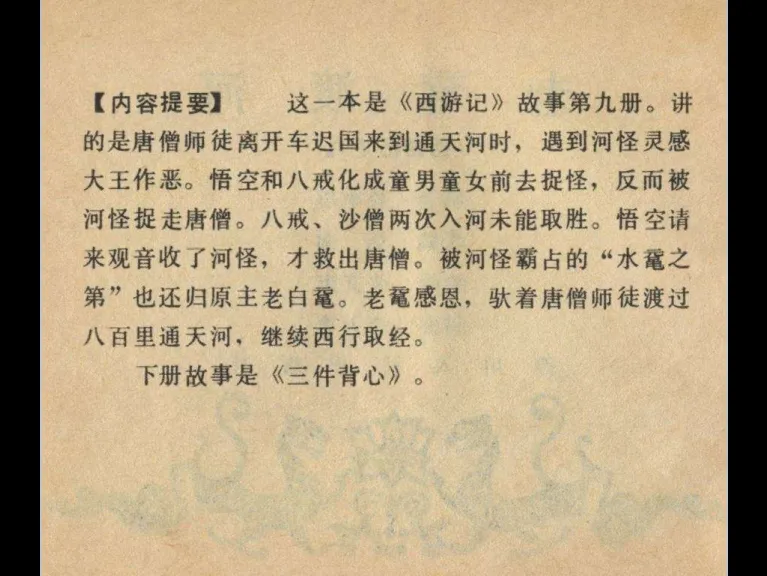 【内容提要】 这一本是《西游记》故事第九册。讲
的是唐僧师徒离开车迟国来到通天河时，遇到河怪灵感
大王作恶。悟空和八戒化成童男童女前去捉怪，反而被
河怪捉走唐僧。八戒、沙僧两次入河未能取胜。悟空请
来观音收了河怪，才救出唐僧。被河怪霸占的“水鼋之
第”也还归原主老白鼋。老鼋感恩，驮着唐僧师徒渡过
八百里通天河，继续西行取经。
下册故事是《三件背心》。